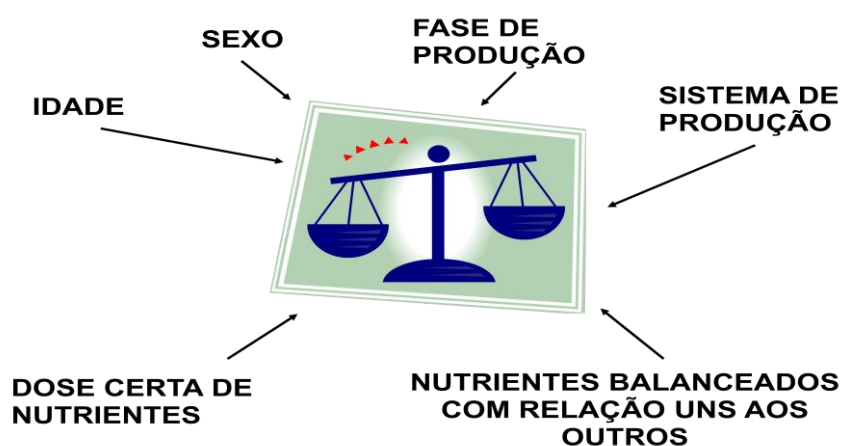 SEXO
FASE DE
PRODUÇÃO
IDADE
SISTEMA DE
PRODUÇÃO
DOSE CERTA DE
NUTRIENTES
NUTRIENTES BALANCEADOS
COM RELAÇÃO UNS AOS
OUTROS